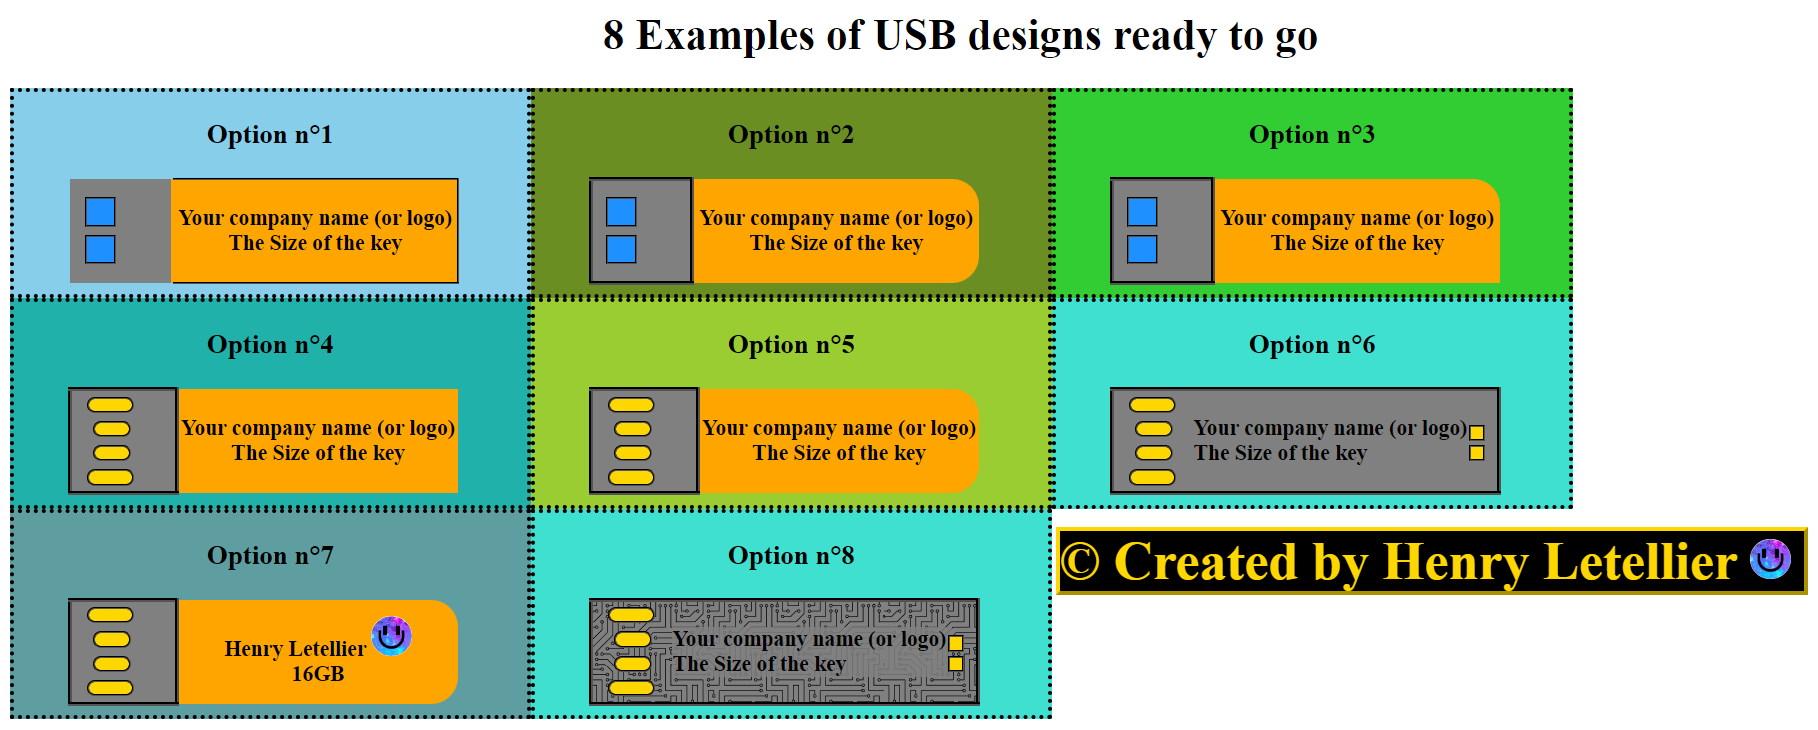 8 Examples of USB designs ready to go
Option n°1
Your company name (or logo)
The Size of the key
Option n°2
Your company name (or logo)
The Size of the key
Option n°3
Your company name (or logo)
The Size of the key
Option n°4
Your company name (or logo)
The Size of the key
Option n°5
Your company name (or logo)
The Size of the key
Option n°6
Your company name (or logo)
The Size of the key
Option n°7
Henry Letellier
16GB
Option n°8
Your company name (or logo)
The Size of the key
© Created by Henry Letellier